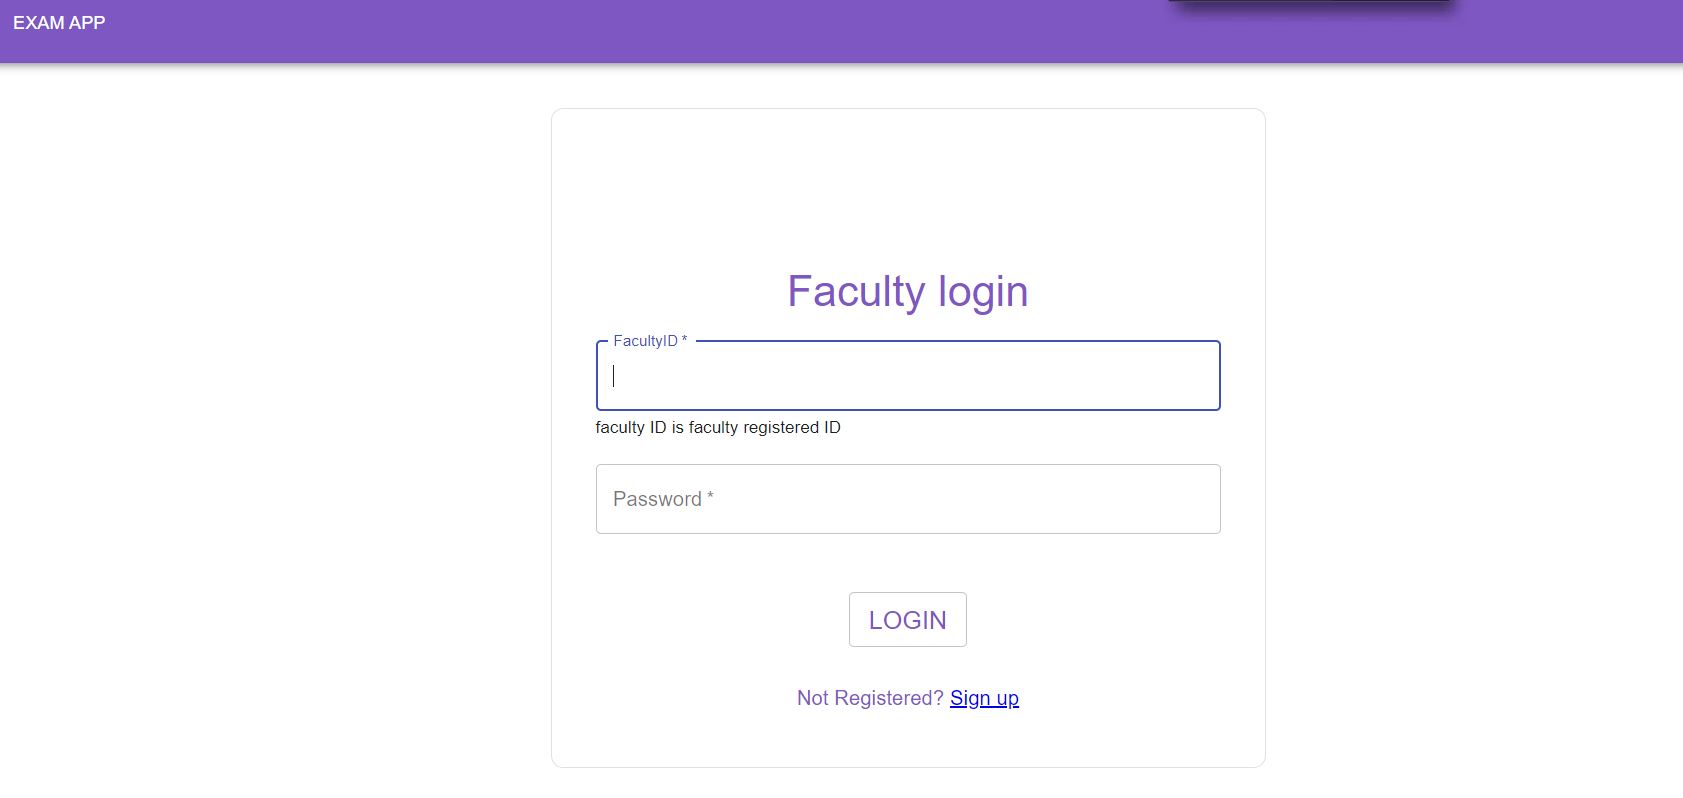 EXAM APP
Faculty login
FacultyID *
faculty ID is faculty registered ID
Password *
LOGIN
Not Registered? Sign up